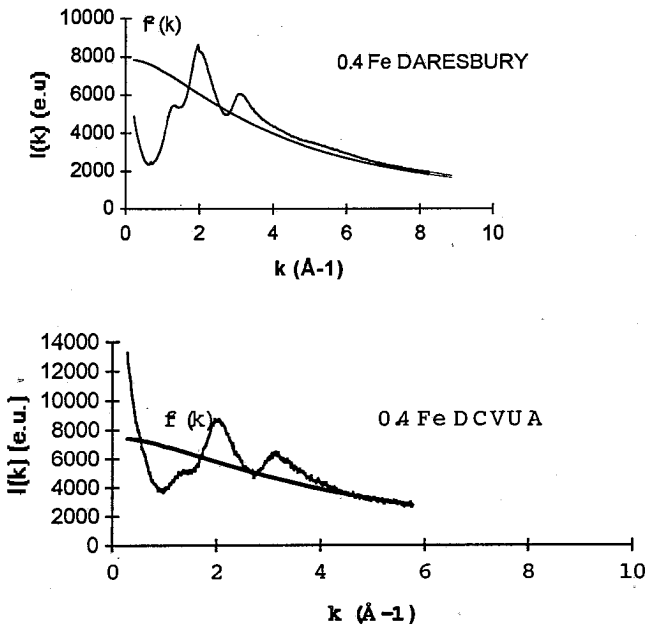 f²(k)
0.4 Fe DARESBURY
I(k) (e.u)
10000
8000
6000
4000
2000
0
0 2 4 6 8 10
k (Å-1)
14000
12000
10000
8000
6000
4000
2000
0
I(k) [e.u.]
f²(k)
0.4 Fe DCVUA
0 2 4 6 8 10
k (Å-1)